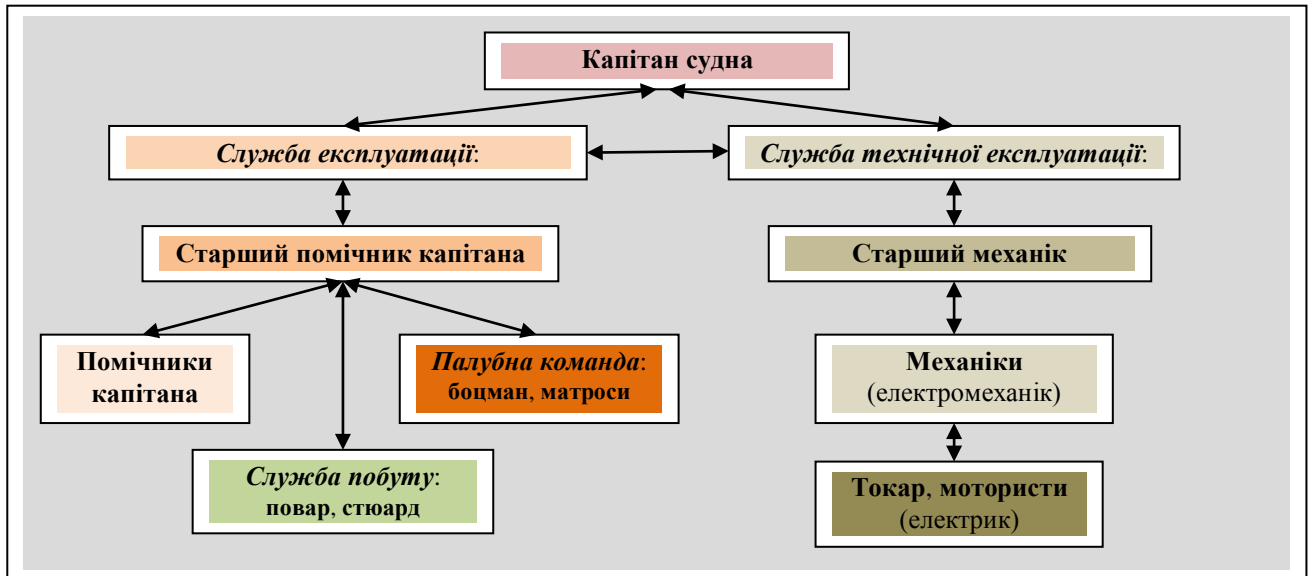 Капітан судна
Служба експлуатації:
Служба технічної експлуатації:
Старший помічник капітана
Старший механік
Помічники
капітана
Палубна команда:
боцман, матроси
Механіки
(електромеханік)
Служба побуту:
повар, стюард
Токар, мотористи
(електрик)